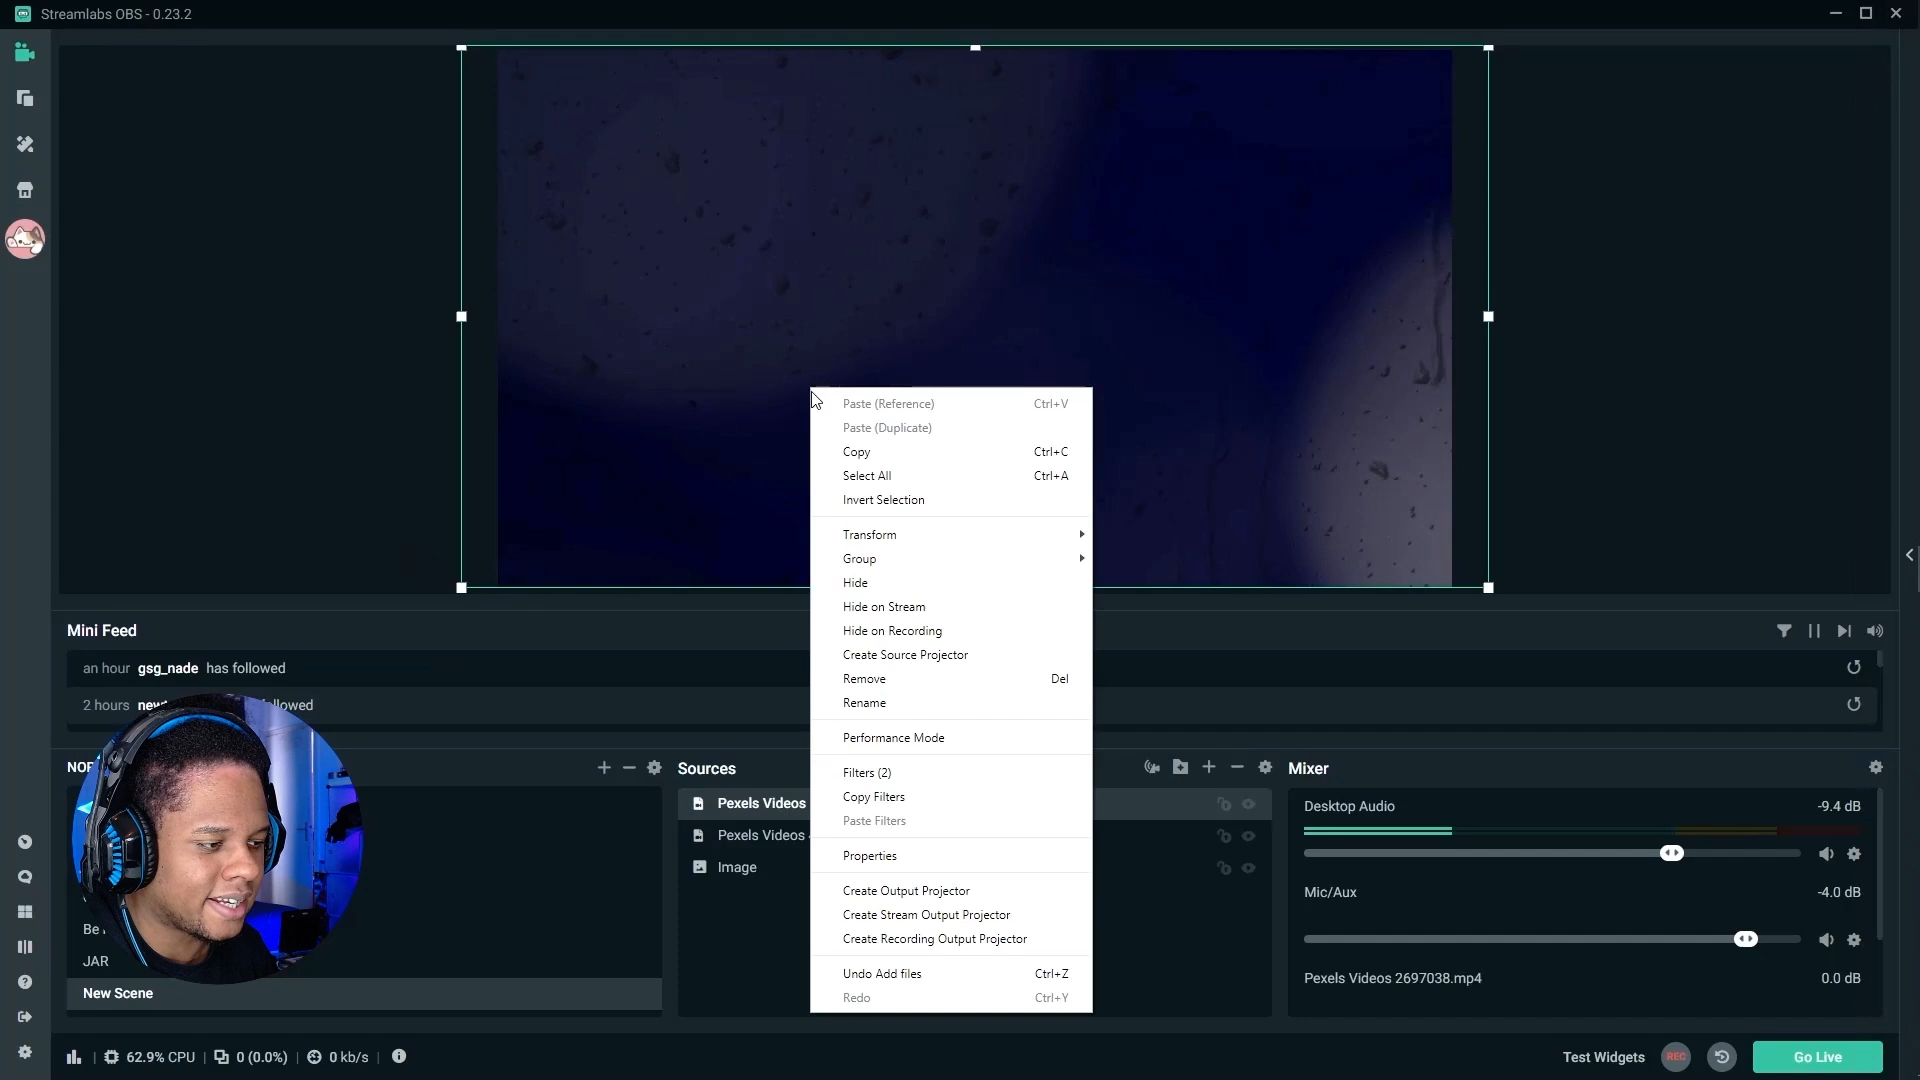 Streamlabs OBS - 0.23.2
Paste (Reference) Ctrl+V
Paste (Duplicate)
Copy Ctrl+C
Select All Ctrl+A
Invert Selection
Transform
Group
Hide
Hide on Stream
Hide on Recording
Create Source Projector
Remove Del
Rename
Performance Mode
Filters (2)
Copy Filters
Paste Filters
Properties
Create Output Projector
Create Stream Output Projector
Create Recording Output Projector
Undo Add files Ctrl+Z
Redo Ctrl+Y
Mini Feed
an hour gsg_nade has followed
2 hours
Be
JAR
New Scene
Sources
Pexels Videos
Pexels Videos
Image
Mixer
Desktop Audio -9.4 dB
Mic/Aux -4.0 dB
Pexels Videos 2697038.mp4 0.0 dB
62.9% CPU 0 (0.0%) 0 kb/s
Test Widgets REC Go Live